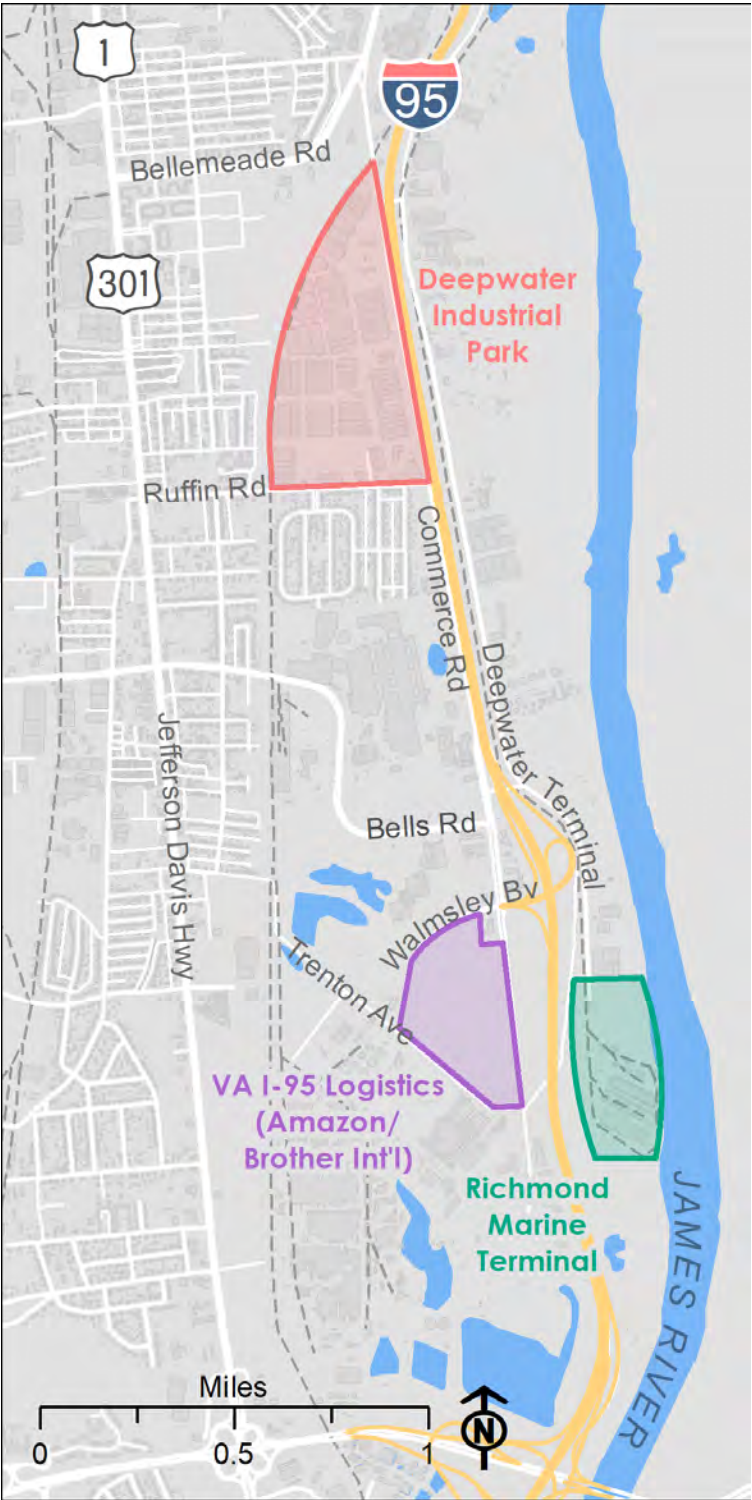 1
95
Bellemeade Rd
301
Deepwater
Industrial
Park
Ruffin Rd
Commerce Rd
Deepwater Terminal
Jefferson Davis Hwy
Bells Rd
Walmsley Bv
Trenton Ave
VA I-95 Logistics
(Amazon/
Brother Int'l)
Richmond
Marine
Terminal
JAMES RIVER
Miles
0 0.5 1
N